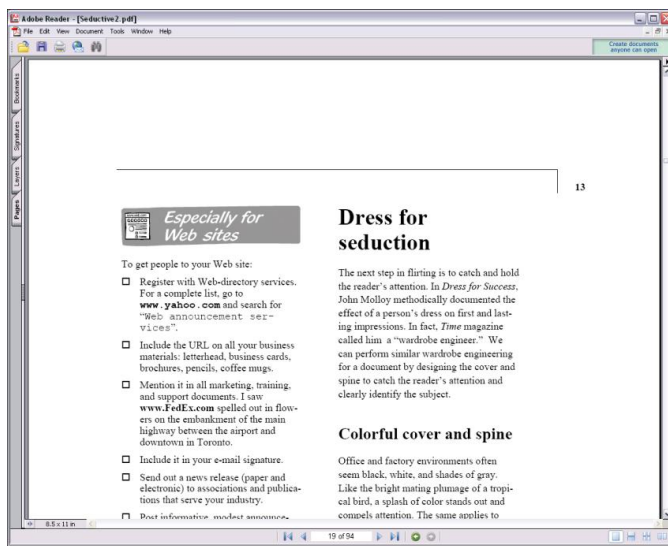 Adobe Reader - [Seductive2.pdf]
File Edit View Document Tools Window Help
Create documents
anyone can open
Bookmarks
Signatures
Layers
Pages
13
Especially for
Web sites
To get people to your Web site:
Register with Web-directory services.
For a complete list, go to
www.yahoo.com and search for
"Web announcement ser-
vices".
Include the URL on all your business
materials: letterhead, business cards,
brochures, pencils, coffee mugs.
Mention it in all marketing, training,
and support documents. I saw
www.FedEx.com spelled out in flow-
ers on the embankment of the main
highway between the airport and
downtown in Toronto.
Include it in your e-mail signature.
Send out a news release (paper and
electronic) to associations and publica-
tions that serve your industry.
Post informative, modest announce-
Dress for
seduction
The next step in flirting is to catch and hold
the reader's attention. In Dress for Success,
John Molloy methodically documented the
effect of a person's dress on first and last-
ing impressions. In fact, Time magazine
called him a "wardrobe engineer." We
can perform similar wardrobe engineering
for a document by designing the cover and
spine to catch the reader's attention and
clearly identify the subject.
Colorful cover and spine
Office and factory environments often
seem black, white, and shades of gray.
Like the bright mating plumage of a tropi-
cal bird, a splash of color stands out and
compels attention. The same applies to
8.5 x 11 in
19 of 94